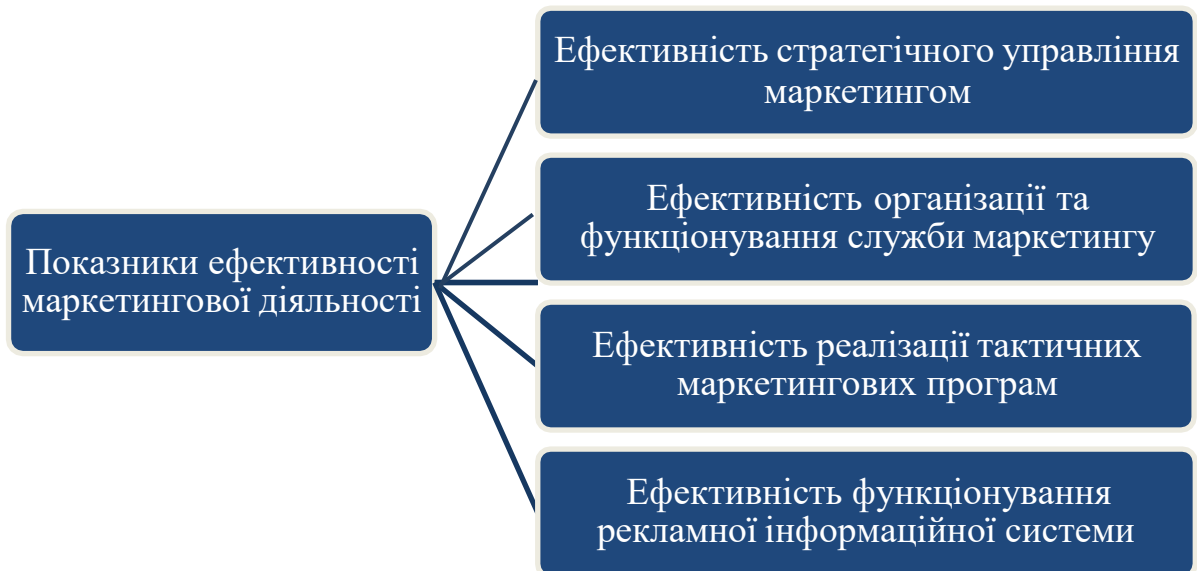 Показники ефективності
маркетингової діяльності
Ефективність стратегічного управління
маркетингом
Ефективність організації та
функціонування служби маркетингу
Ефективність реалізації тактичних
маркетингових програм
Ефективність функціонування
рекламної інформаційної системи